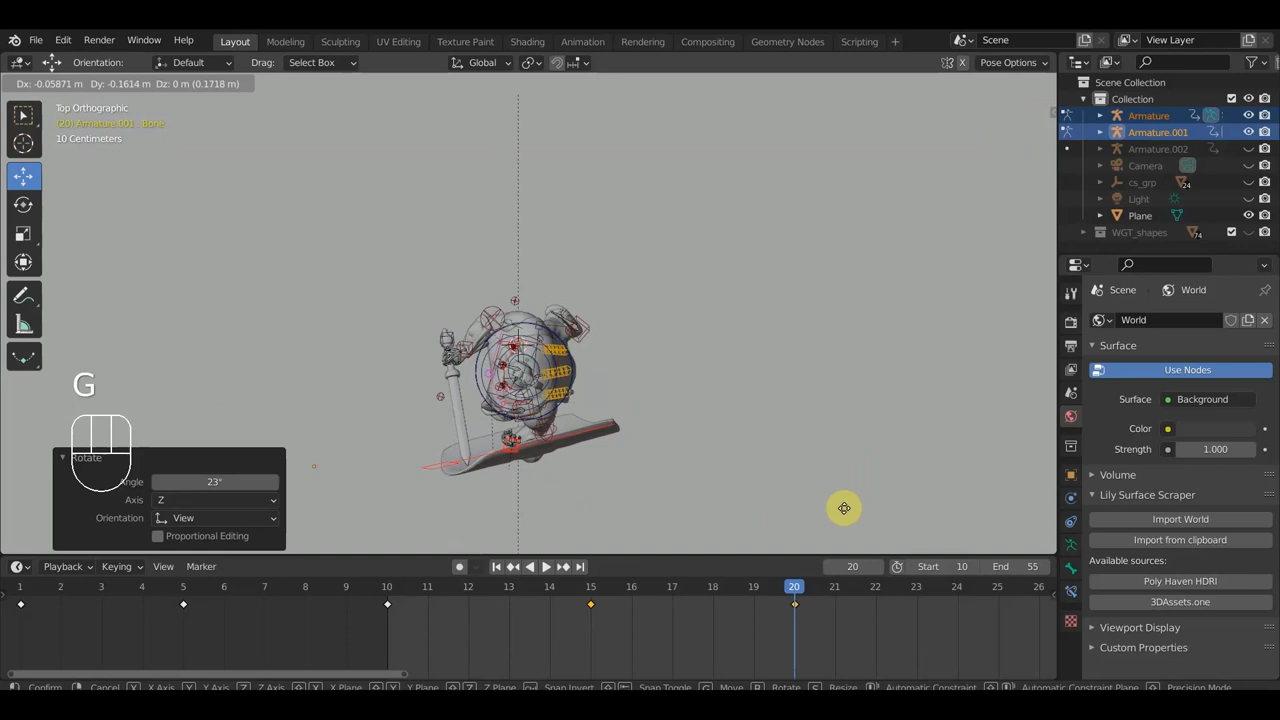 File Edit Render Window Help Layout Modeling Sculpting UV Editing Texture Paint Shading Animation Rendering Compositing Geometry Nodes Scripting + Scene View Layer
Orientation: Default Drag: Select Box Global X Pose Options
Dx: -0.05871 m Dy: -0.1614 m Dz: 0 m (0.1718 m)
Top Orthographic
(20) Armature.001 : Bone
10 Centimeters
G
Rotate
Angle 23°
Axis Z
Orientation View
Proportional Editing
Scene Collection
Collection
Armature
Armature.001
Armature.002
Camera
cs_grp 24
Light
Plane
WGT_shapes 74
Scene World
World
Surface
Use Nodes
Surface Background
Color
Strength 1.000
Volume
Lily Surface Scraper
Import World
Import from clipboard
Available sources:
Poly Haven HDRI
3DAssets.one
Viewport Display
Custom Properties
Playback Keying View Marker 20 Start 10 End 55
1 2 3 4 5 6 7 8 9 10 11 12 13 14 15 16 17 18 19 20 21 22 23 24 25 26
Confirm Cancel X X Axis Y Y Axis Z Z Axis X X Plane Y Y Plane Z Z Plane Snap Invert Snap Toggle G Move R Rotate S Resize Automatic Constraint Automatic Constraint Plane Precision Mode